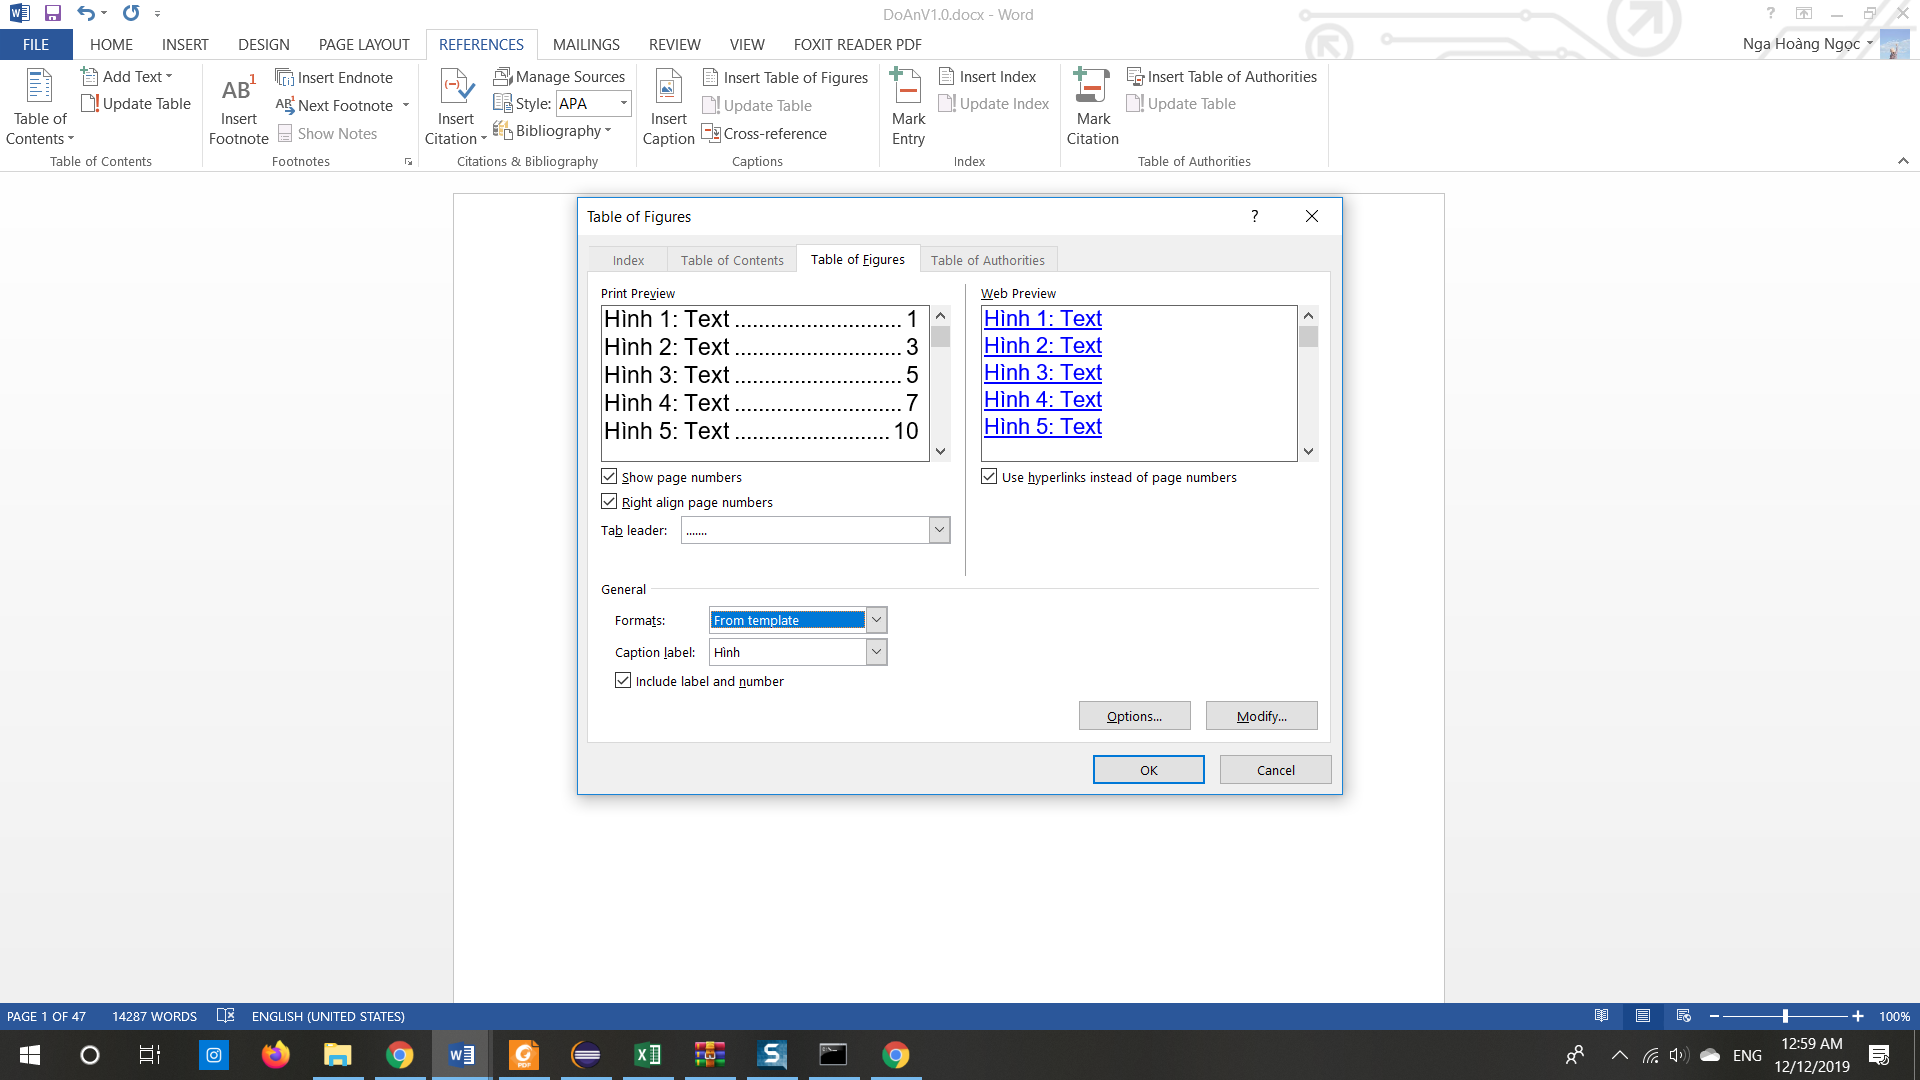 DoAnV1.0.docx - Word
FILE HOME INSERT DESIGN PAGE LAYOUT REFERENCES MAILINGS REVIEW VIEW FOXIT READER PDF
Nga Hoàng Ngọc
Table of Contents
Add Text
Update Table
Table of Contents
AB1
Insert Footnote
Insert Endnote
Next Footnote
Show Notes
Footnotes
Insert Citation
Manage Sources
Style: APA
Bibliography
Citations & Bibliography
Insert Caption
Insert Table of Figures
Update Table
Cross-reference
Captions
Mark Entry
Insert Index
Update Index
Index
Mark Citation
Insert Table of Authorities
Update Table
Table of Authorities
Table of Figures
?
Index Table of Contents Table of Figures Table of Authorities
Print Preview
Hình 1: Text ............................ 1
Hình 2: Text ............................ 3
Hình 3: Text ............................ 5
Hình 4: Text ............................ 7
Hình 5: Text .......................... 10
Show page numbers
Right align page numbers
Tab leader: .......
Web Preview
Hình 1: Text
Hình 2: Text
Hình 3: Text
Hình 4: Text
Hình 5: Text
Use hyperlinks instead of page numbers
General
Formats: From template
Caption label: Hình
Include label and number
Options... Modify...
OK Cancel
PAGE 1 OF 47 14287 WORDS ENGLISH (UNITED STATES) 100%
ENG
12:59 AM
12/12/2019